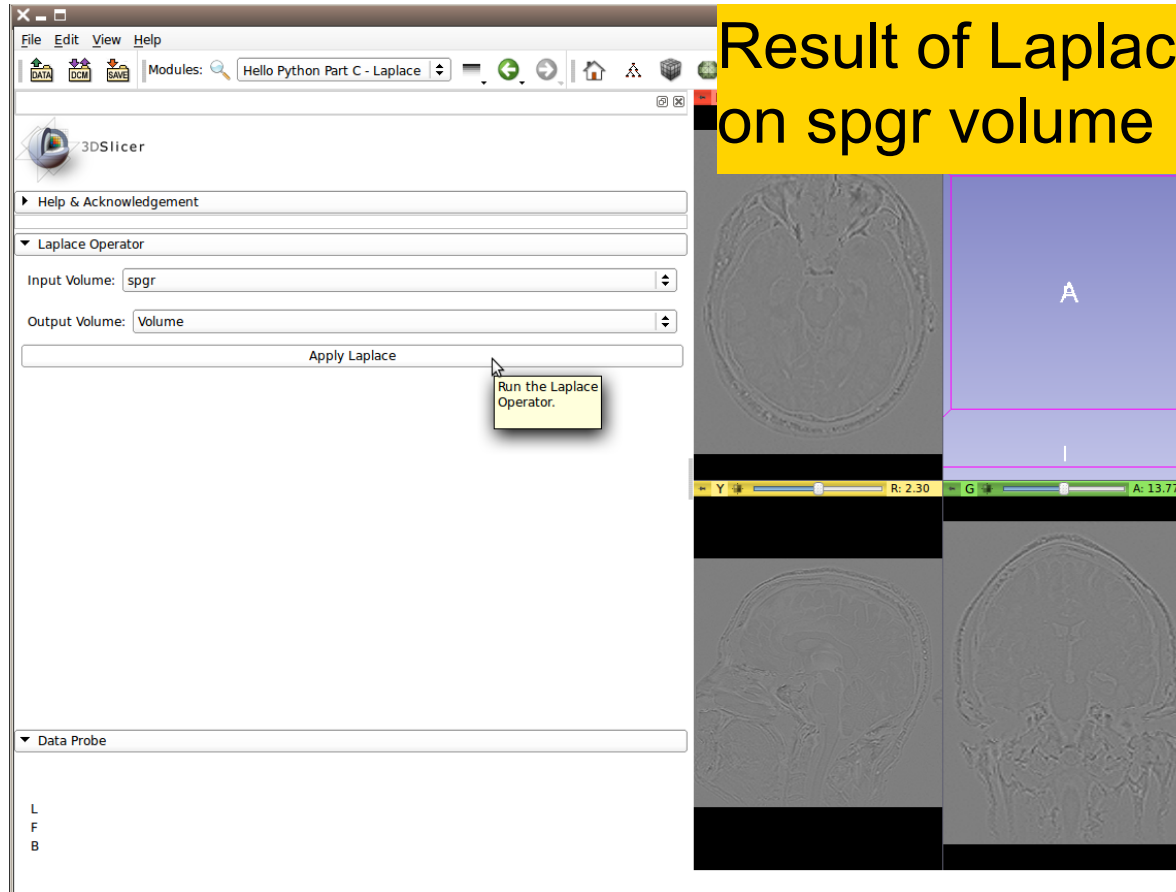 Result of Laplac
on spgr volume
File Edit View Help
DATA DCM SAVE Modules: Hello Python Part C - Laplace
3DSlicer
Help & Acknowledgement
Laplace Operator
Input Volume: spgr
Output Volume: Volume
Apply Laplace
Run the Laplace
Operator.
A
I
Y R: 2.30 G A: 13.77
Data Probe
L
F
B